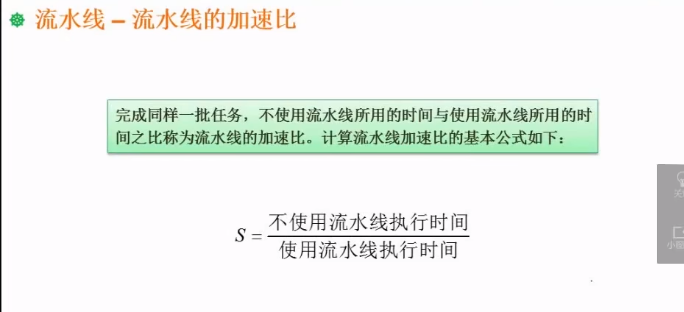 流水线 – 流水线的加速比
完成同样一批任务，不使用流水线所用的时间与使用流水线所用的时
间之比称为流水线的加速比。计算流水线加速比的基本公式如下：
S = 不使用流水线执行时间
使用流水线执行时间